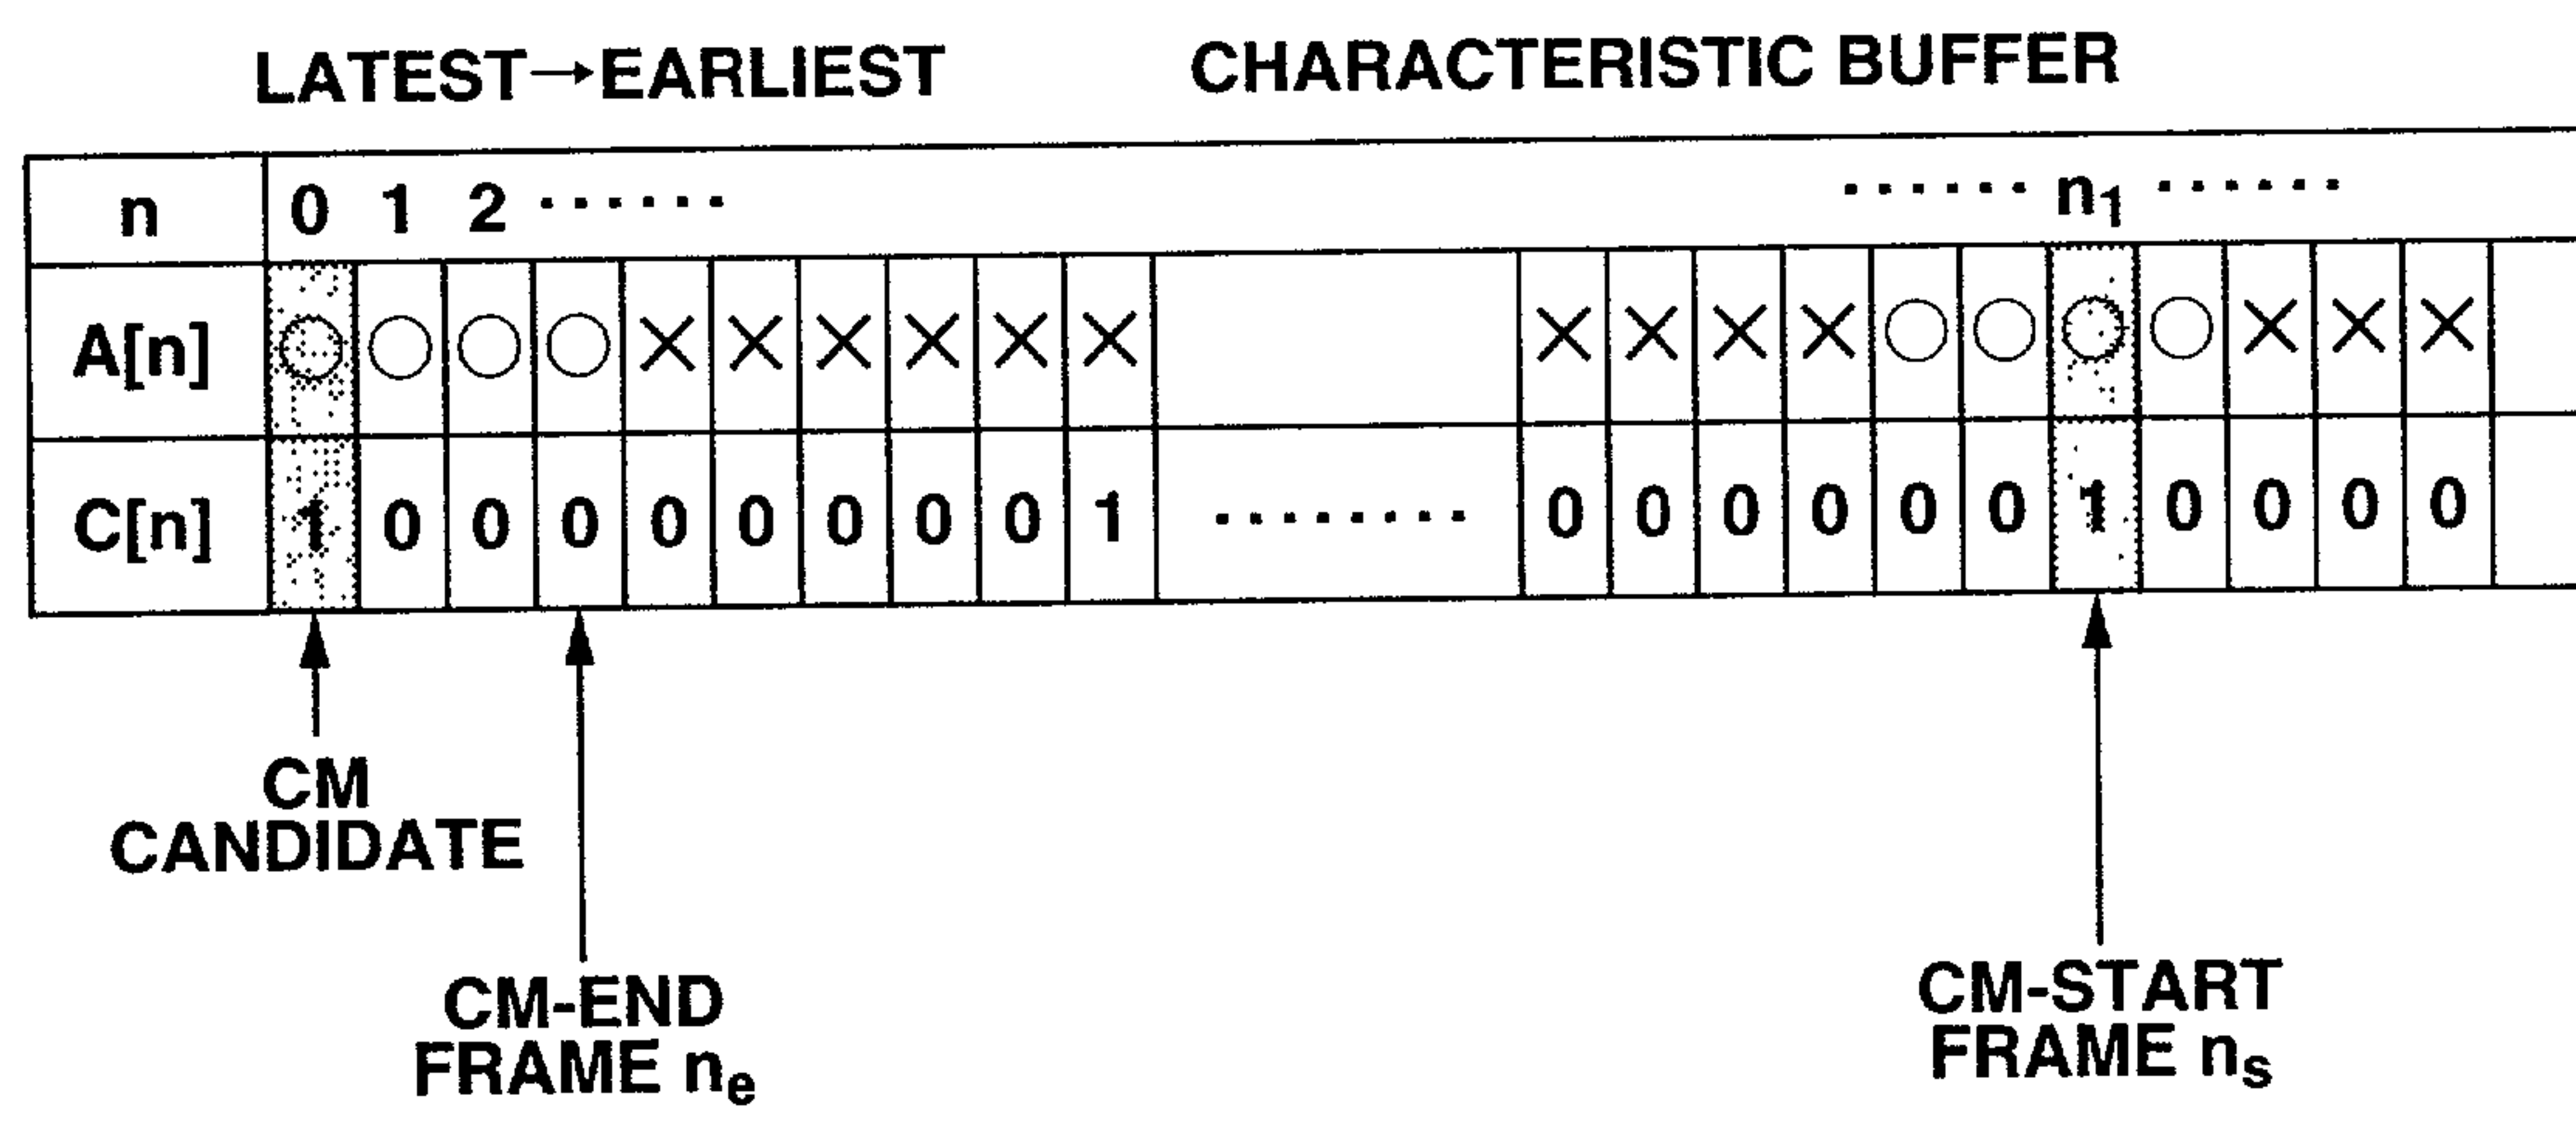 LATEST→EARLIEST CHARACTERISTIC BUFFER
n 0 1 2 ······ ······ n₁ ······
A[n] ○ ○ ○ ○ × × × × × × × × × × ○ ○ ○ ○ × × ×
C[n] 1 0 0 0 0 0 0 0 0 1 ········ 0 0 0 0 0 0 1 0 0 0 0
CM
CANDIDATE
CM-END
FRAME nₑ
CM-START
FRAME nₛ